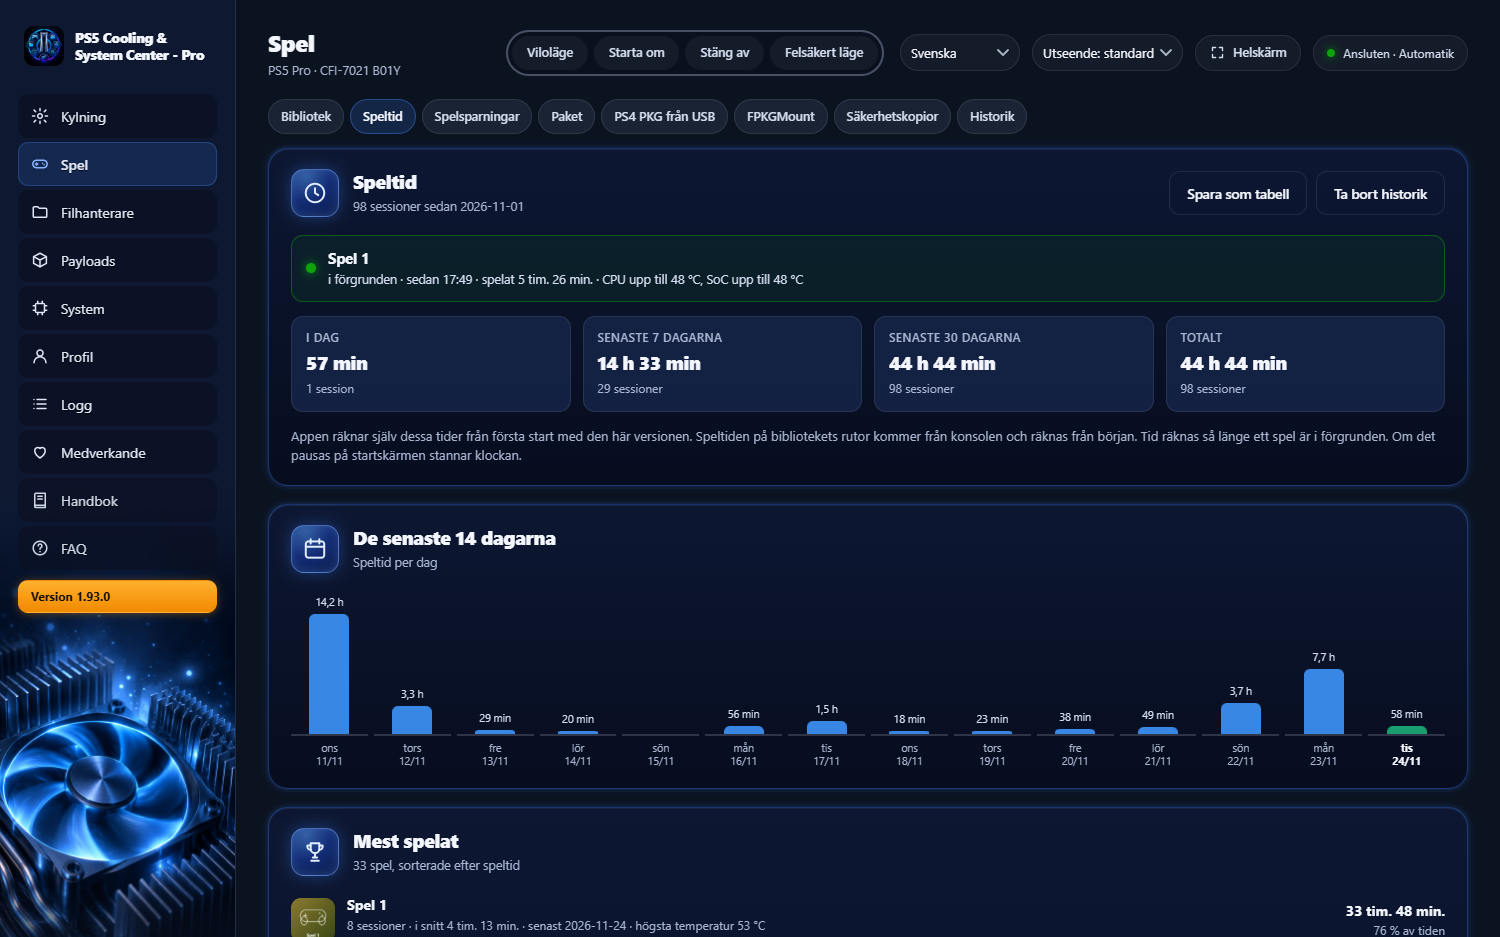 PS5 Cooling &
System Center - Pro
Kylning
Spel
Filhanterare
Payloads
System
Profil
Logg
Medverkande
Handbok
FAQ
Version 1.93.0
Spel
PS5 Pro · CFI-7021 B01Y
Viloläge
Starta om
Stäng av
Felsäkert läge
Svenska
Utseende: standard
Helskärm
Ansluten · Automatik
Bibliotek
Speltid
Spelsparningar
Paket
PS4 PKG från USB
FPKGMount
Säkerhetskopior
Historik
Speltid
98 sessioner sedan 2026-11-01
Spara som tabell
Ta bort historik
Spel 1
i förgrunden · sedan 17:49 · spelat 5 tim. 26 min. · CPU upp till 48 °C, SoC upp till 48 °C
I DAG
57 min
1 session
SENASTE 7 DAGARNA
14 h 33 min
29 sessioner
SENASTE 30 DAGARNA
44 h 44 min
98 sessioner
TOTALT
44 h 44 min
98 sessioner
Appen räknar själv dessa tider från första start med den här versionen. Speltiden på bibliotekets rutor kommer från konsolen och räknas från början. Tid räknas så länge ett spel är i förgrunden. Om det
pausas på startskärmen stannar klockan.
De senaste 14 dagarna
Speltid per dag
14,2 h
3,3 h
29 min
20 min
56 min
1,5 h
18 min
23 min
38 min
49 min
3,7 h
7,7 h
58 min
ons
11/11
tors
12/11
fre
13/11
lör
14/11
sön
15/11
mån
16/11
tis
17/11
ons
18/11
tors
19/11
fre
20/11
lör
21/11
sön
22/11
mån
23/11
tis
24/11
Mest spelat
33 spel, sorterade efter speltid
Spel 1
8 sessioner · i snitt 4 tim. 13 min. · senast 2026-11-24 · högsta temperatur 53 °C
33 tim. 48 min.
76 % av tiden